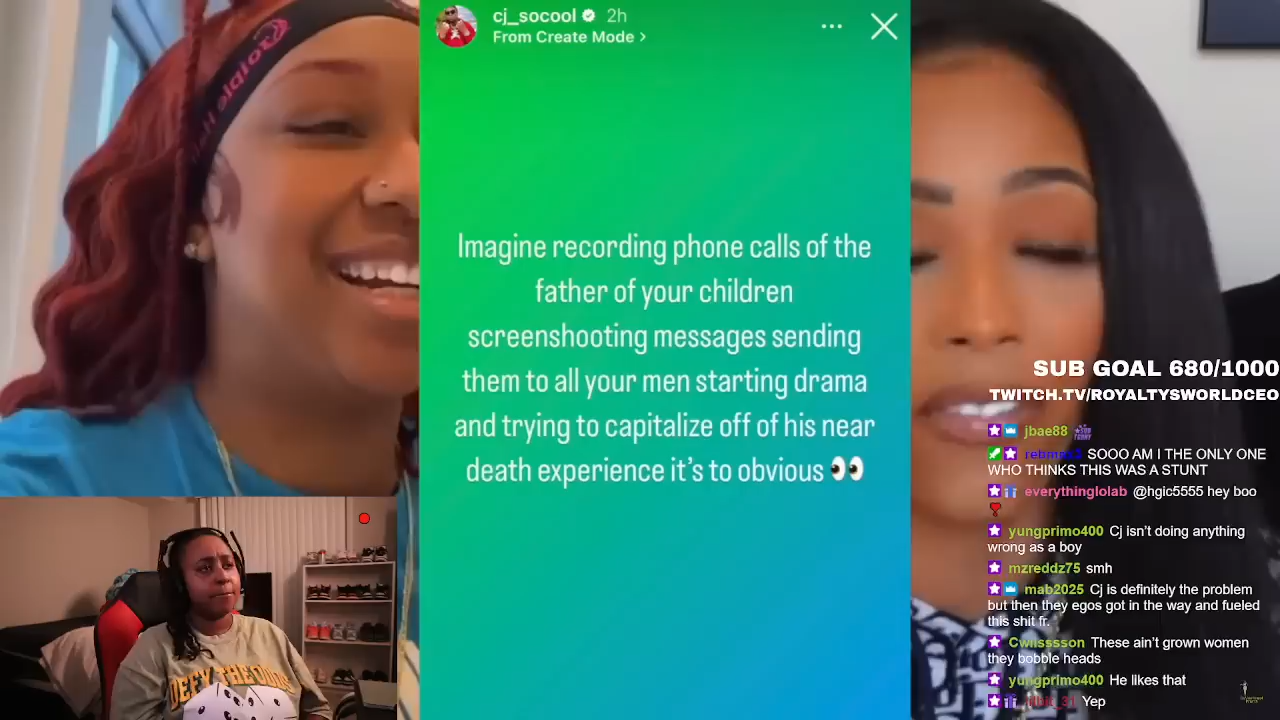 cj_socool 2h
From Create Mode >
Imagine recording phone calls of the
father of your children
screenshooting messages sending
them to all your men starting drama
and trying to capitalize off of his near
death experience it's to obvious 👀
SUB GOAL 680/1000
TWITCH.TV/ROYALTYSWORLDCEO
jbae88
SOOO AM I THE ONLY ONE
WHO THINKS THIS WAS A STUNT
everythinglolab @hgic5555 hey boo
yungprimo400 Cj isn't doing anything
wrong as a boy
mzreddz75 smh
mab2025 Cj is definitely the problem
but then they egos got in the way and fueled
this shit fr.
Cwisssson These ain't grown women
they bobble heads
yungprimo400 He likes that
Yep
DEFY THE ODDS